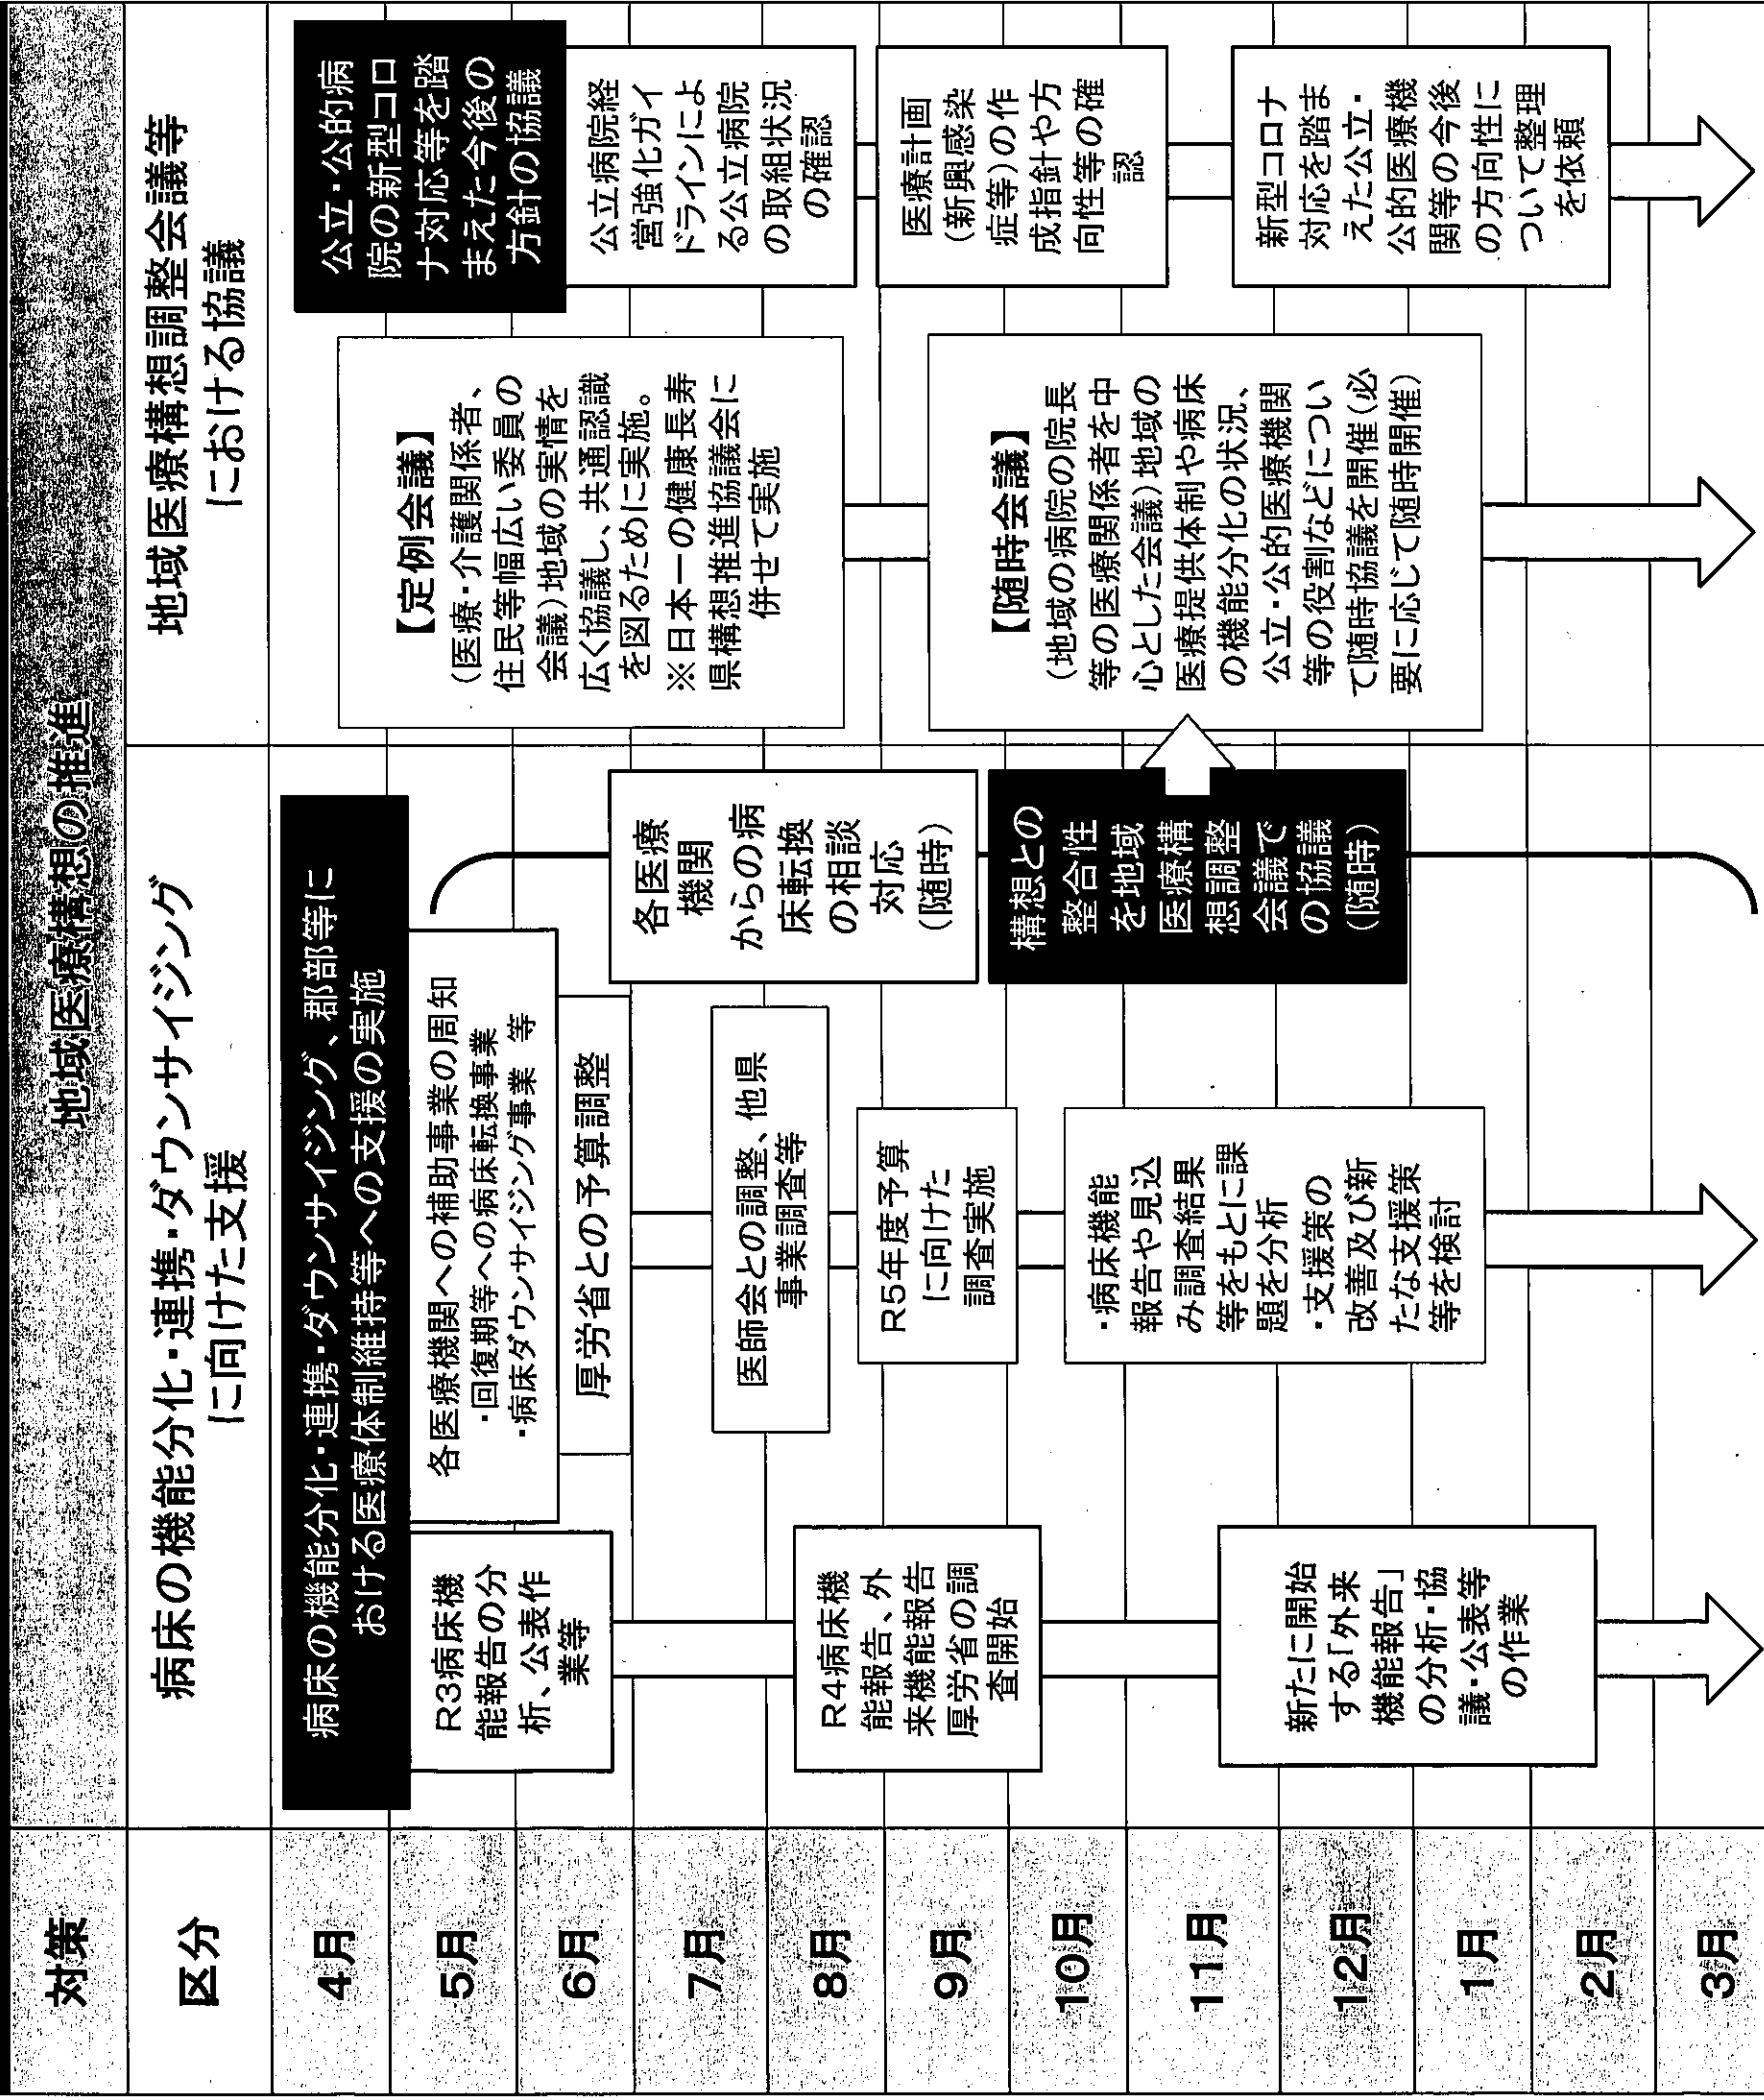 対策
地域医療構想の推進
区分
病床の機能分化・連携・ダウンサイジング
に向けた支援
地域医療構想調整会議等
における協議
4月
5月
6月
7月
8月
9月
10月
11月
12月
1月
2月
3月
病床の機能分化・連携・ダウンサイジング、郡部等に
おける医療体制維持等への支援の実施
R3病床機
能報告の分
析、公表作
業等
R4病床機
能報告、外
来機能報告
厚労省の調
査開始
新たに開始
する「外来
機能報告」
の分析・協
議・公表等
の作業
各医療機関への補助事業の周知
・回復期等への病床転換事業
・病床ダウンサイジング事業 等
厚労省との予算調整
医師会との調整、他県
事業調査等
R5年度予算
に向けた
調査実施
・病床機能
報告や見込
み調査結果
等をもとに課
題を分析
・支援策の
改善及び新
たな支援策
等を検討
各医療
機関
からの病
床転換
の相談
対応
(随時)
構想との
整合性
を地域
医療構
想調整
会議で
の協議
(随時)
【定例会議】
(医療・介護関係者、
住民等幅広い委員の
会議)地域の実情を
広く協議し、共通認識
を図るために実施。
※日本一の健康長寿
県構想推進協議会に
併せて実施
【随時会議】
(地域の病院の院長
等の医療関係者を中
心とした会議)地域の
医療提供体制や病床
の機能分化の状況、
公立・公的医療機関
等の役割などについ
て随時協議を開催(必
要に応じて随時開催)
公立・公的病
院の新型コロ
ナ対応等を踏
まえた今後の
方針の協議
公立病院経
営強化ガイ
ドラインによ
る公立病院
の取組状況
の確認
医療計画
(新興感染
症等)の作
成指針や方
向性等の確
認
新型コロナ
対応を踏ま
えた公立・
公的医療機
関等の今後
の方向性に
ついて整理
を依頼